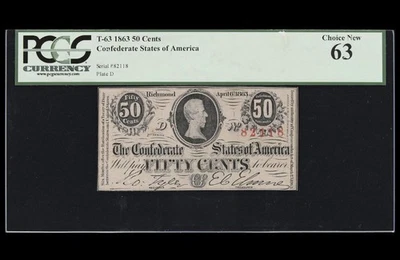 PCGS
CURRENCY
www.pcgscurrency.com
T-63 1863 50 Cents
Confederate States of America
Serial #82118
Plate D
Choice New
63
Richmond April 6, 1863
50
Cents
50
Cents
D
82118
The Confederate States of America
Will pay FIFTY CENTS to bearer